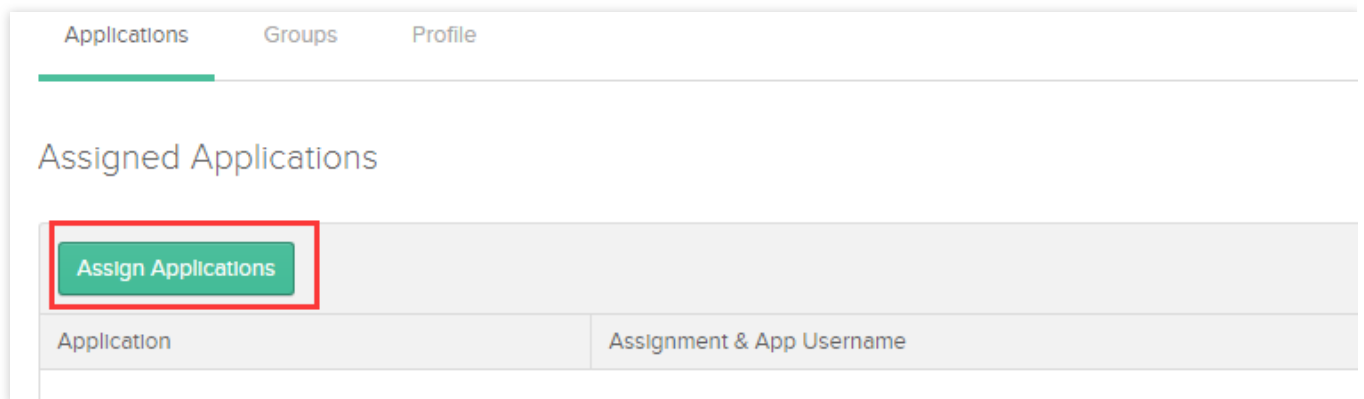 Applications Groups Profile
Assigned Applications
Assign Applications
Application Assignment & App Username